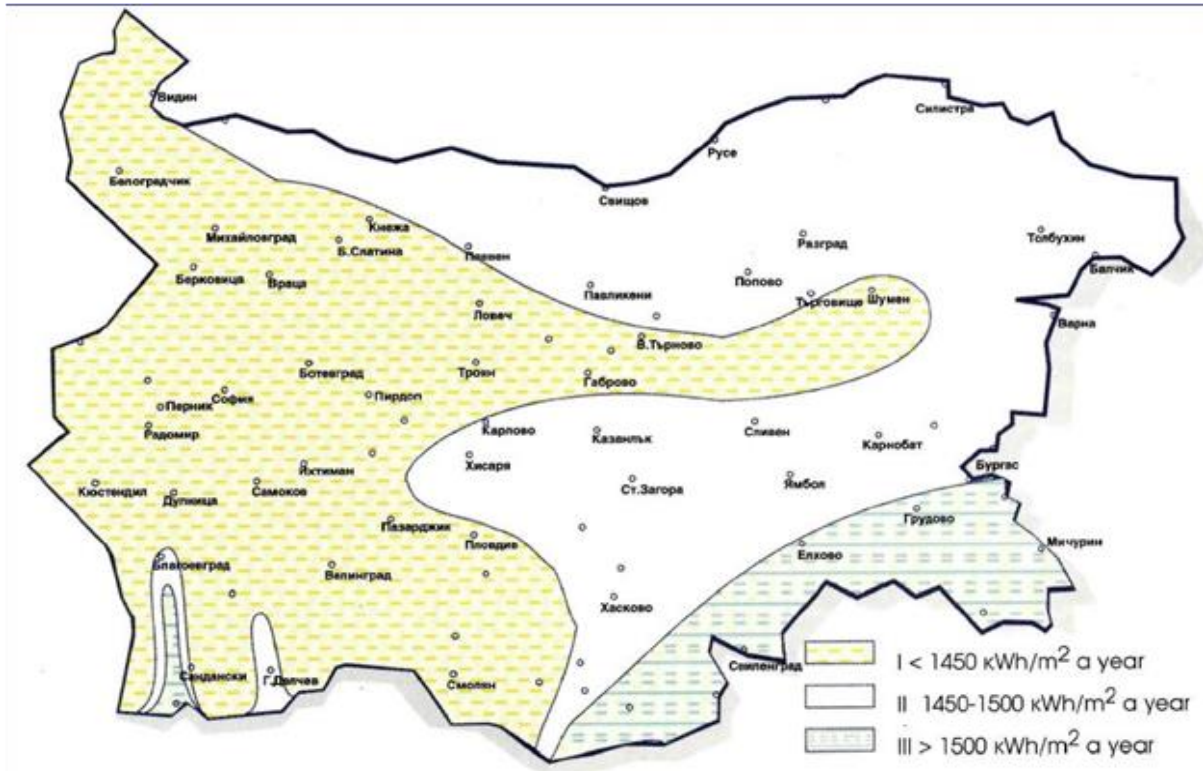 Видин
Силистра
Русе
Белоградчик
Свищов
Кнежа
Михайловград
Б.Слатина
Разград
Толбухин
Плевен
Балчик
Берковица
Враца
Попово
Павликени
Търговище
Шумен
Ловеч
Варна
В.Търново
Ботевград
Троян
Габрово
София
Пирдоп
Перник
Радомир
Карлово
Казанлък
Сливен
Карнобат
Ихтиман
Хисаря
Бургас
Кюстендил
Дупница
Самоков
Ст.Загора
Ямбол
Грудово
Пазарджик
Пловдив
Елхово
Мичурин
Благоевград
Велинград
Хасково
Сандански
Г.Делчев
Смолян
I < 1450 кWh/m² a year
II 1450-1500 кWh/m² a year
III > 1500 кWh/m² a year